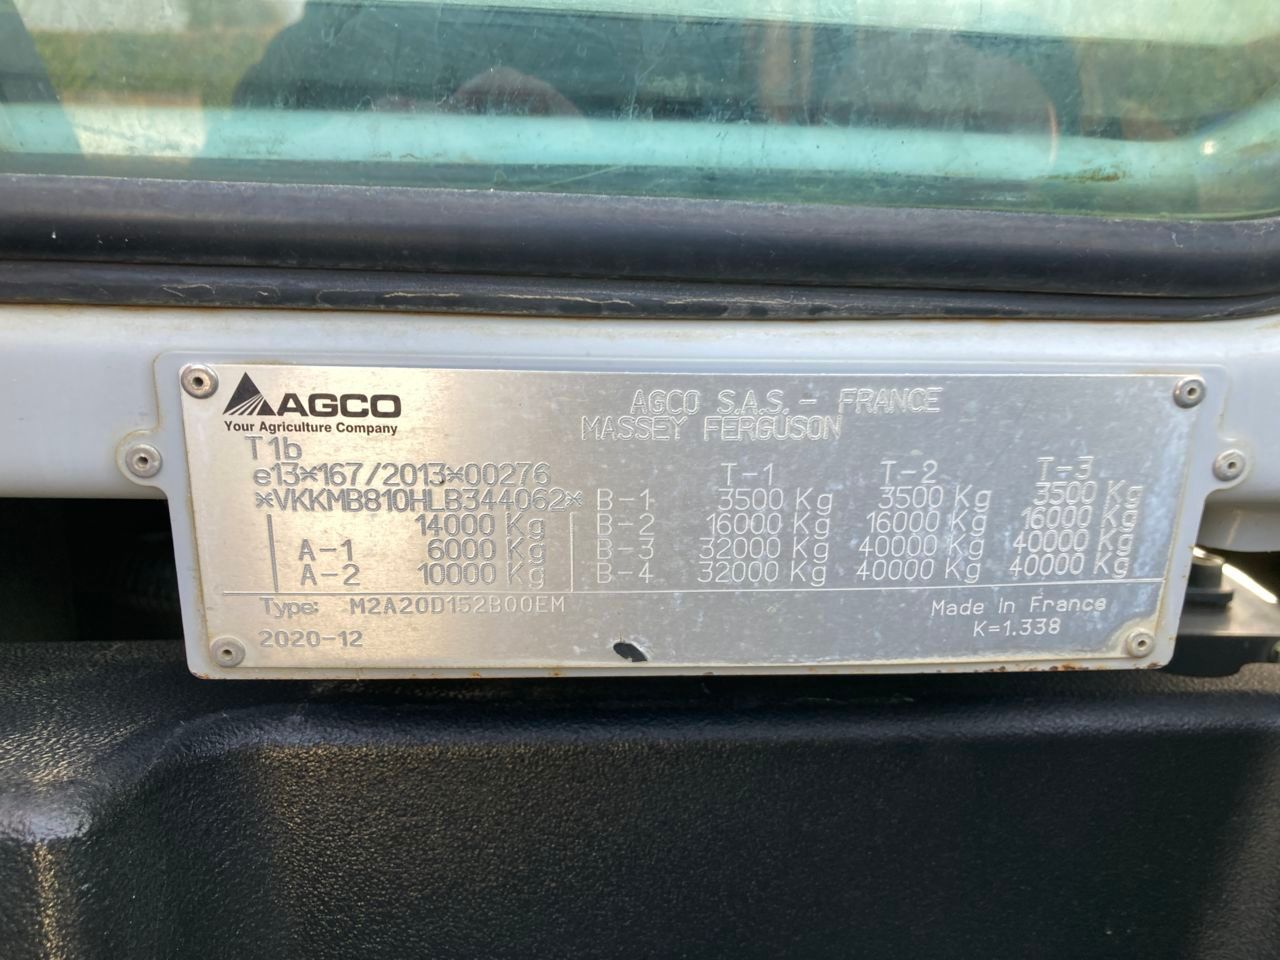 AGCO
Your Agriculture Company
AGCO S.A.S. - FRANCE
MASSEY FERGUSON
T1b
e13*167/2013*00276
*VKKMB810HLB344062*
14000 Kg
A-1 6000 Kg
A-2 10000 Kg
T-1 T-2 T-3
B-1 3500 Kg 3500 Kg 3500 Kg
B-2 16000 Kg 16000 Kg 16000 Kg
B-3 32000 Kg 40000 Kg 40000 Kg
B-4 32000 Kg 40000 Kg 40000 Kg
Type: M2A20D152B00EM
2020-12
Made In France
K=1.338